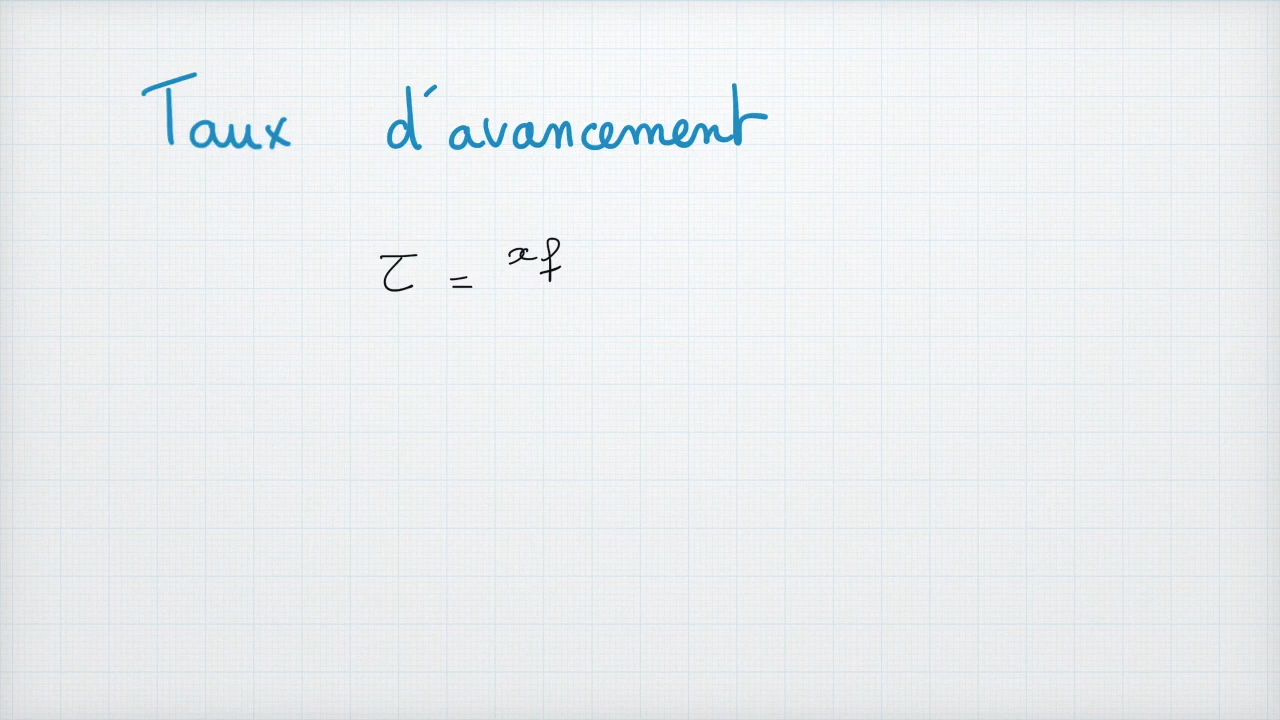 Taux d'avancement
τ = xf